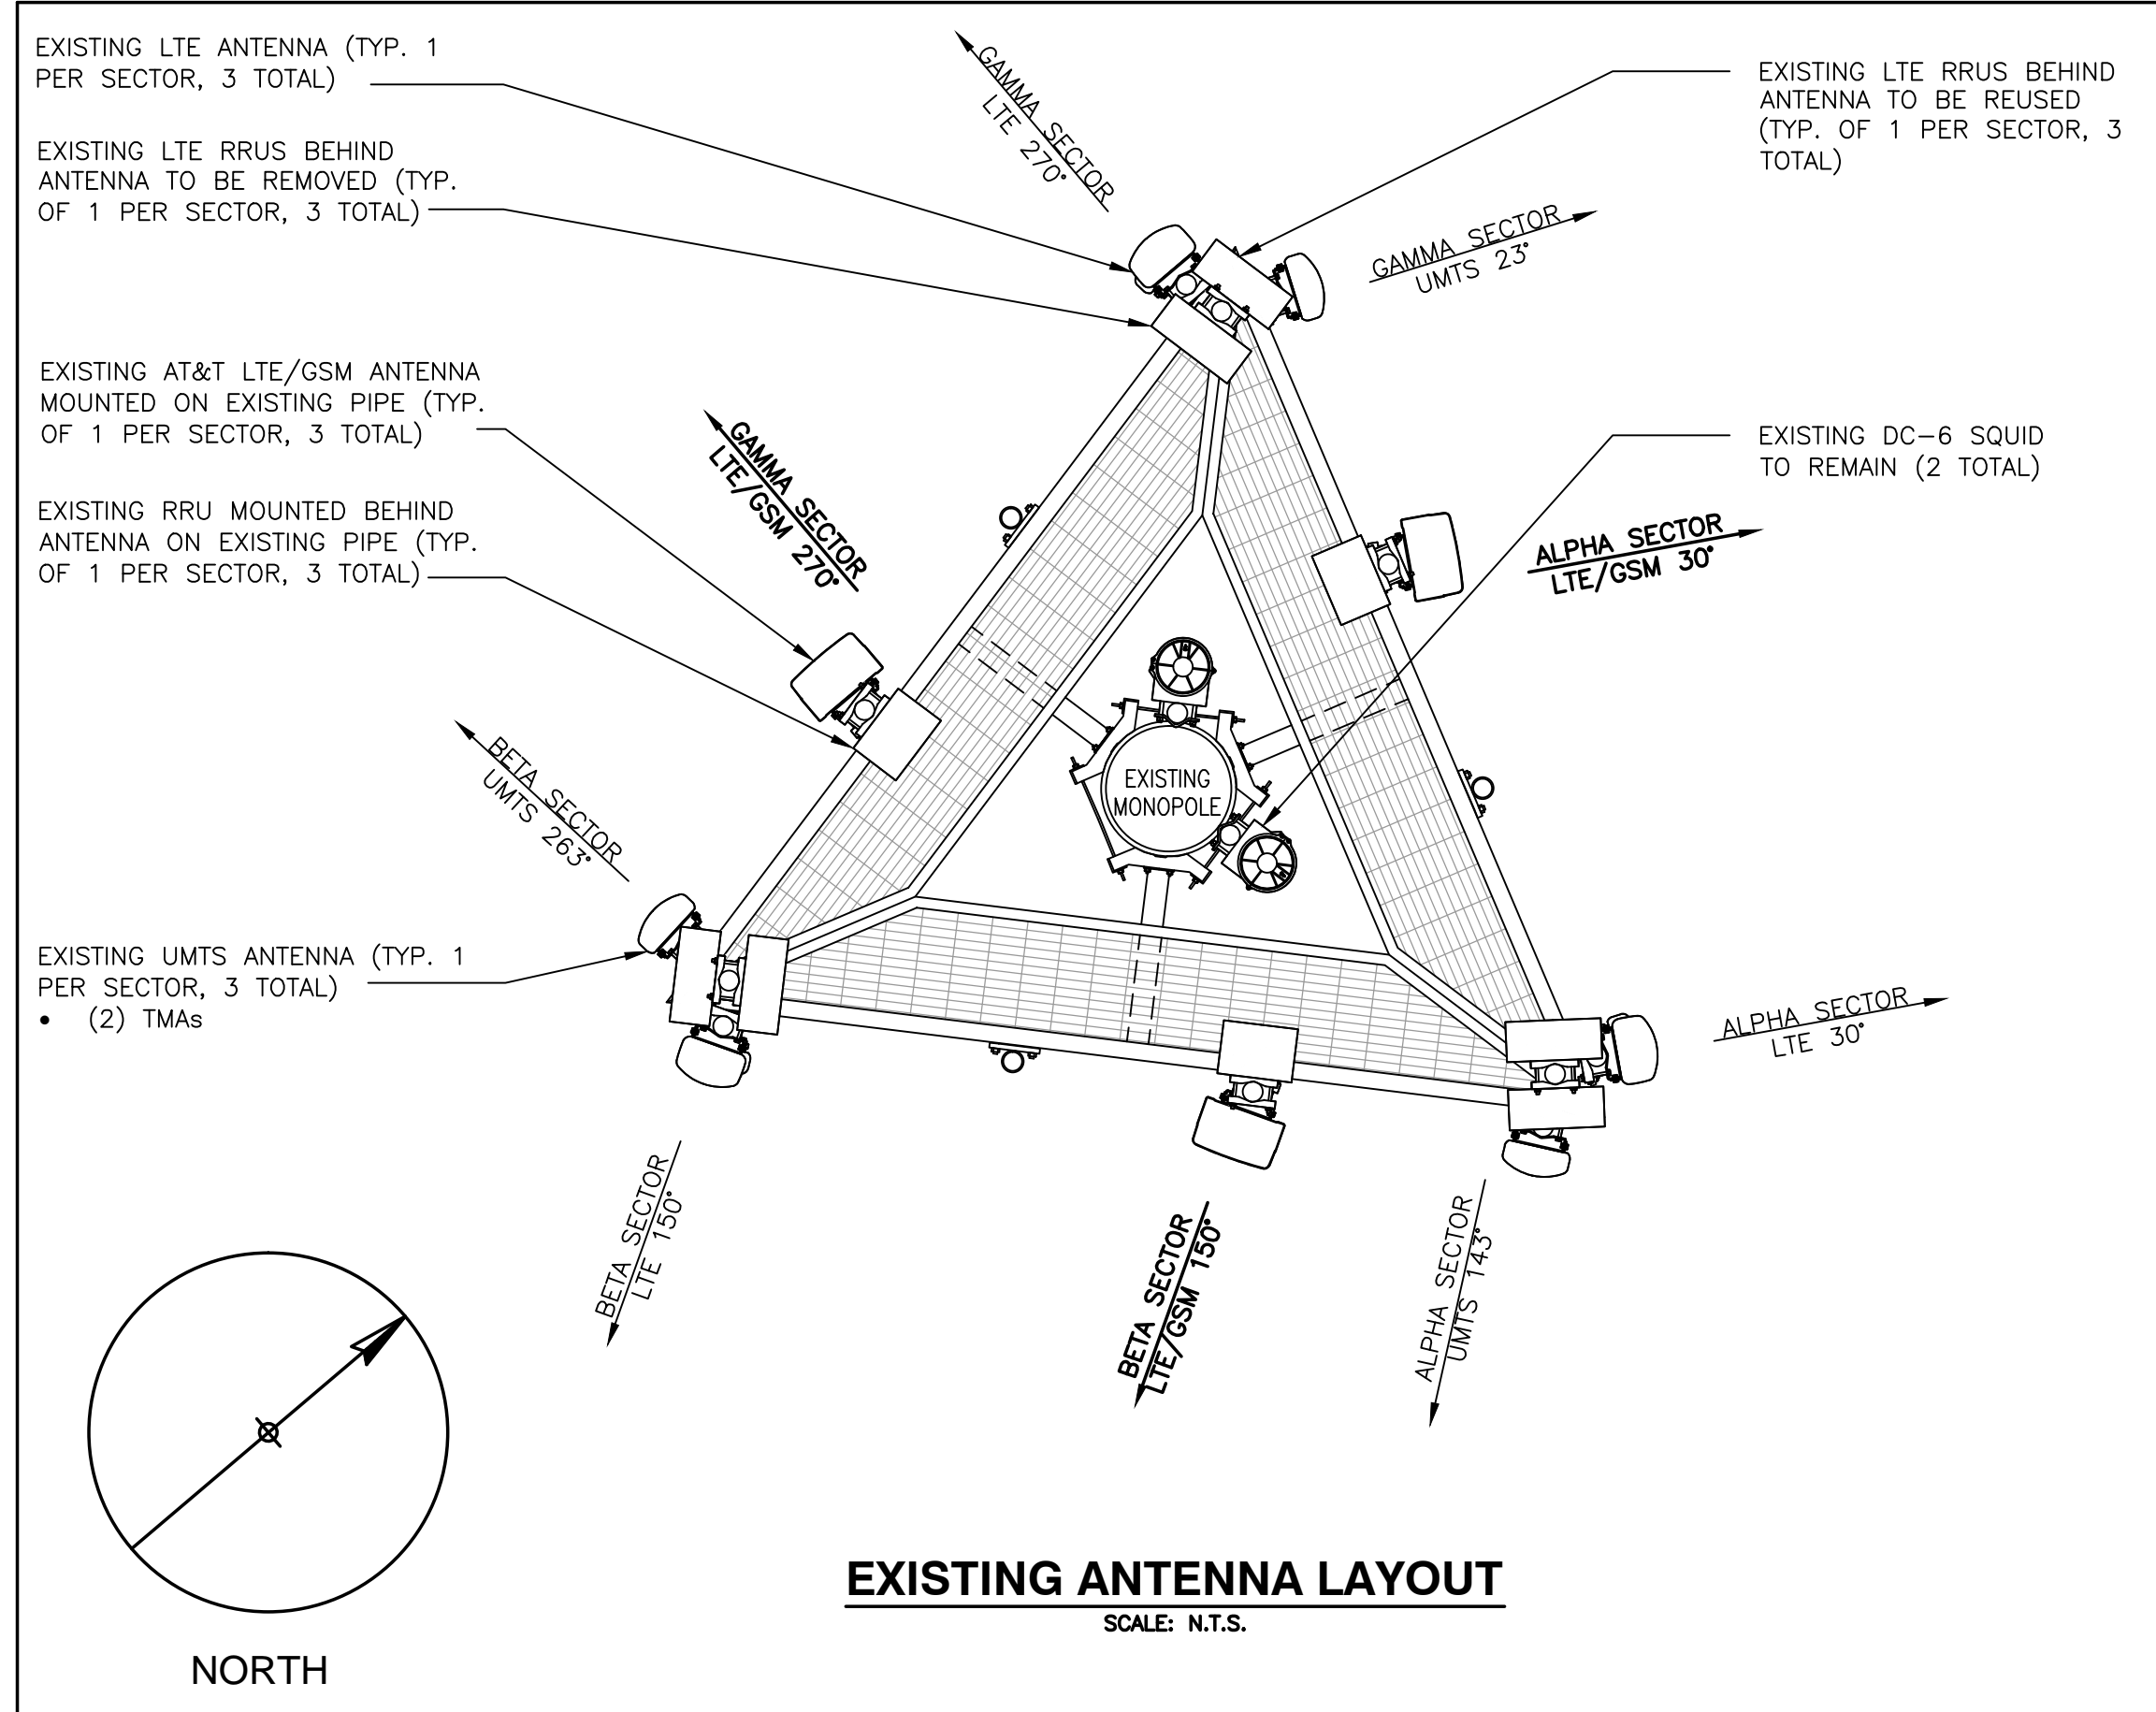 EXISTING LTE ANTENNA (TYP. 1
PER SECTOR, 3 TOTAL)
EXISTING LTE RRUS BEHIND
ANTENNA TO BE REMOVED (TYP.
OF 1 PER SECTOR, 3 TOTAL)
EXISTING AT&T LTE/GSM ANTENNA
MOUNTED ON EXISTING PIPE (TYP.
OF 1 PER SECTOR, 3 TOTAL)
EXISTING RRU MOUNTED BEHIND
ANTENNA ON EXISTING PIPE (TYP.
OF 1 PER SECTOR, 3 TOTAL)
EXISTING UMTS ANTENNA (TYP. 1
PER SECTOR, 3 TOTAL)
• (2) TMAs
GAMMA SECTOR
LTE 270°
GAMMA SECTOR
UMTS 23°
EXISTING LTE RRUS BEHIND
ANTENNA TO BE REUSED
(TYP. OF 1 PER SECTOR, 3
TOTAL)
EXISTING DC-6 SQUID
TO REMAIN (2 TOTAL)
GAMMA SECTOR
LTE/GSM 270°
ALPHA SECTOR
LTE/GSM 30°
BETA SECTOR
UMTS 263°
EXISTING
MONOPOLE
ALPHA SECTOR
LTE 30°
BETA SECTOR
LTE 150°
BETA SECTOR
LTE/GSM 150°
ALPHA SECTOR
UMTS 143°
EXISTING ANTENNA LAYOUT
SCALE: N.T.S.
NORTH